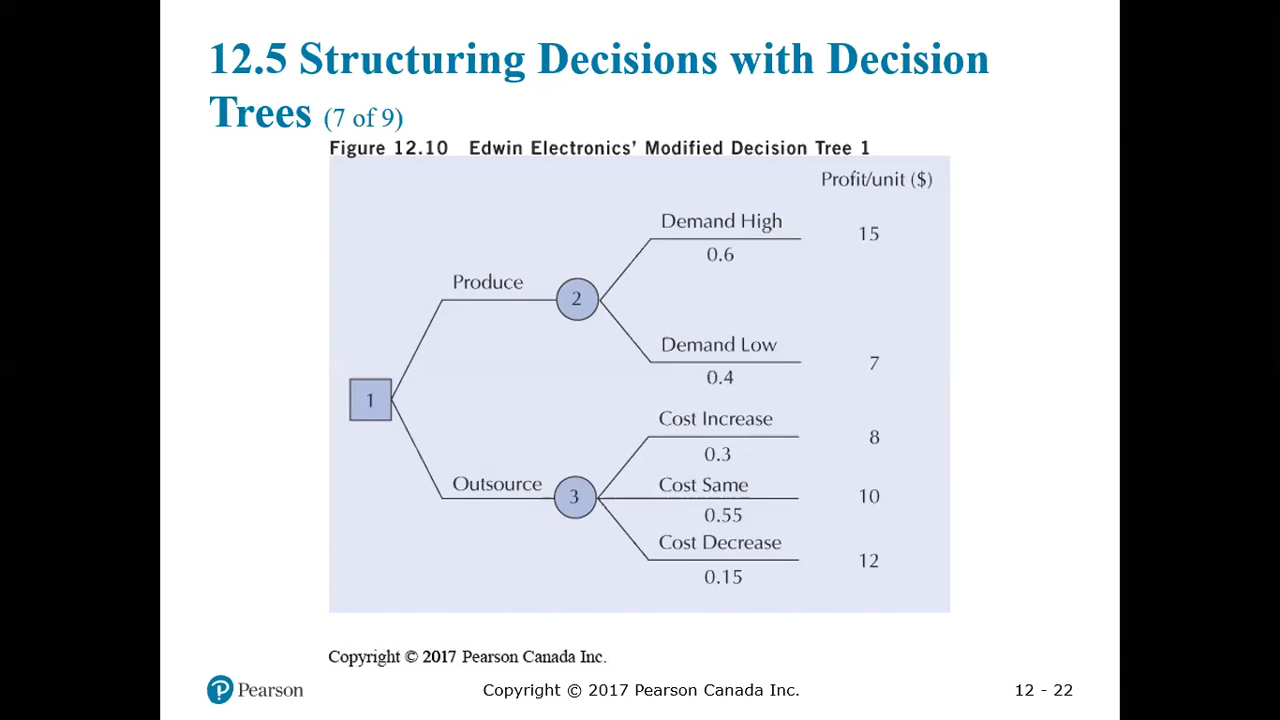 12.5 Structuring Decisions with Decision
Trees (7 of 9)
Figure 12.10 Edwin Electronics' Modified Decision Tree 1
Profit/unit ($)
Demand High
15
0.6
Produce
2
Demand Low
7
0.4
1
Cost Increase
8
0.3
Outsource
3
Cost Same
10
0.55
Cost Decrease
12
0.15
Copyright © 2017 Pearson Canada Inc.
Pearson
Copyright © 2017 Pearson Canada Inc.
12 - 22